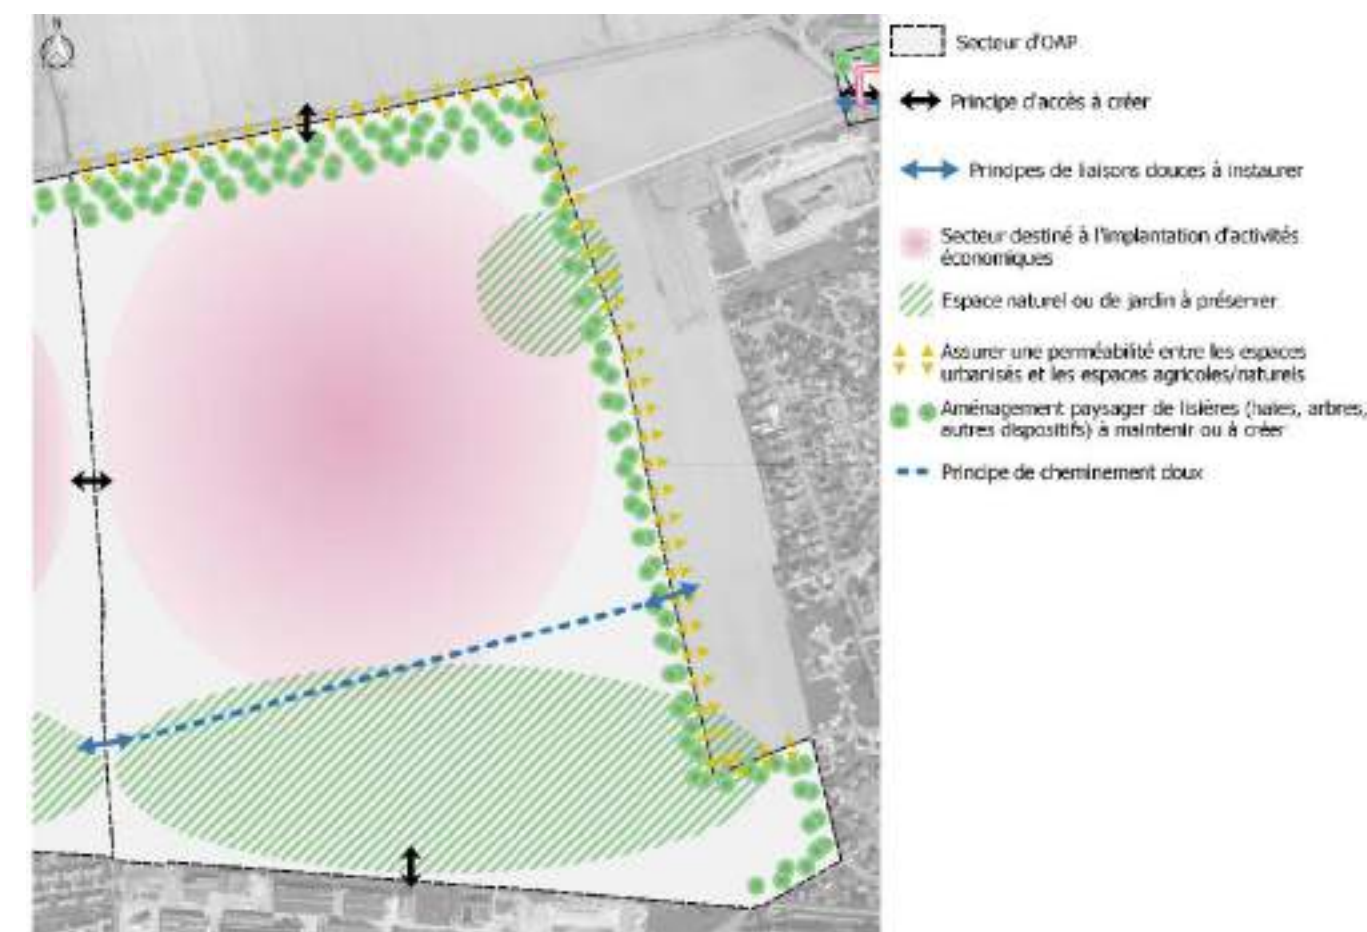 N
Secteur d'OAP
Principe d'accès à créer
Principes de liaisons douces à instaurer
Secteur destiné à l'implantation d'activités
économiques
Espace naturel ou de jardin à préserver
Assurer une perméabilité entre les espaces
urbanisés et les espaces agricoles/naturels
Aménagement paysager de lisières (haies, arbres,
autres dispositifs) à maintenir ou à créer
Principe de cheminement doux